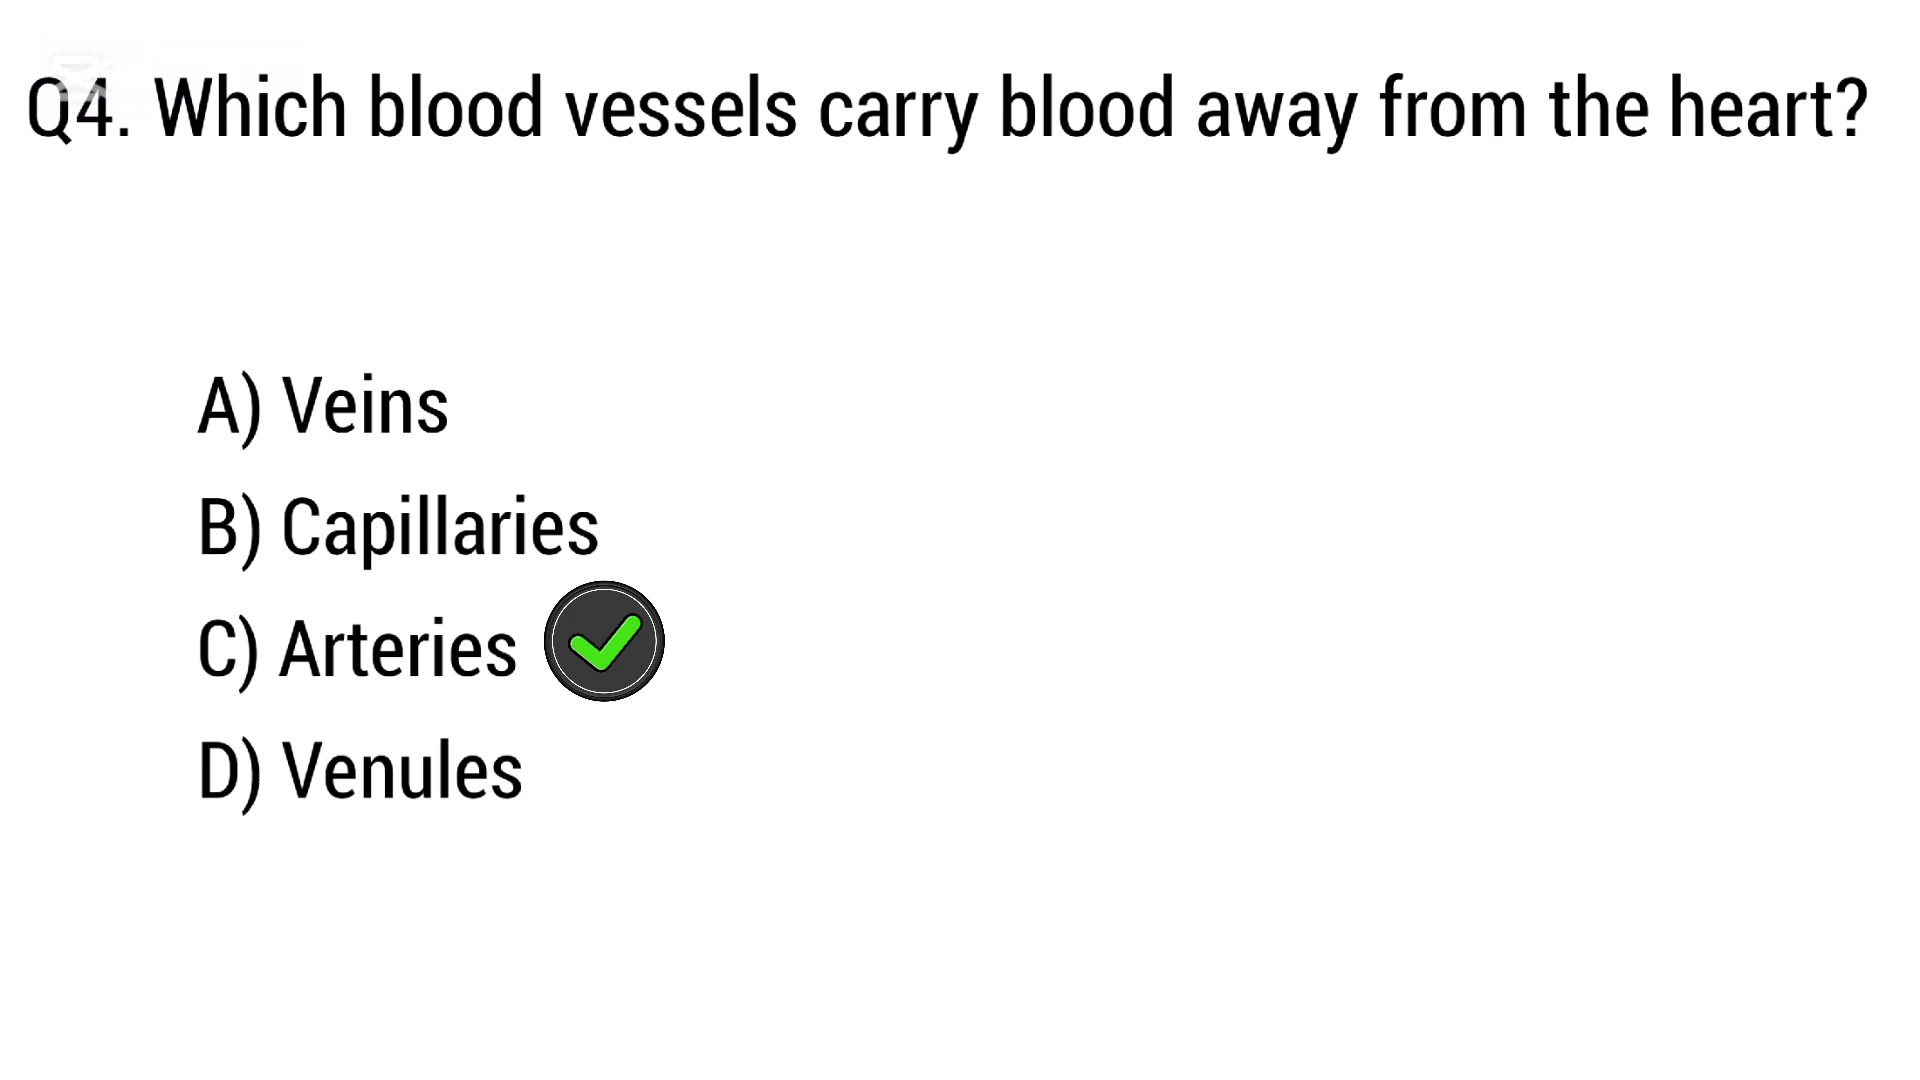 Q4. Which blood vessels carry blood away from the heart?
A) Veins
B) Capillaries
C) Arteries
D) Venules